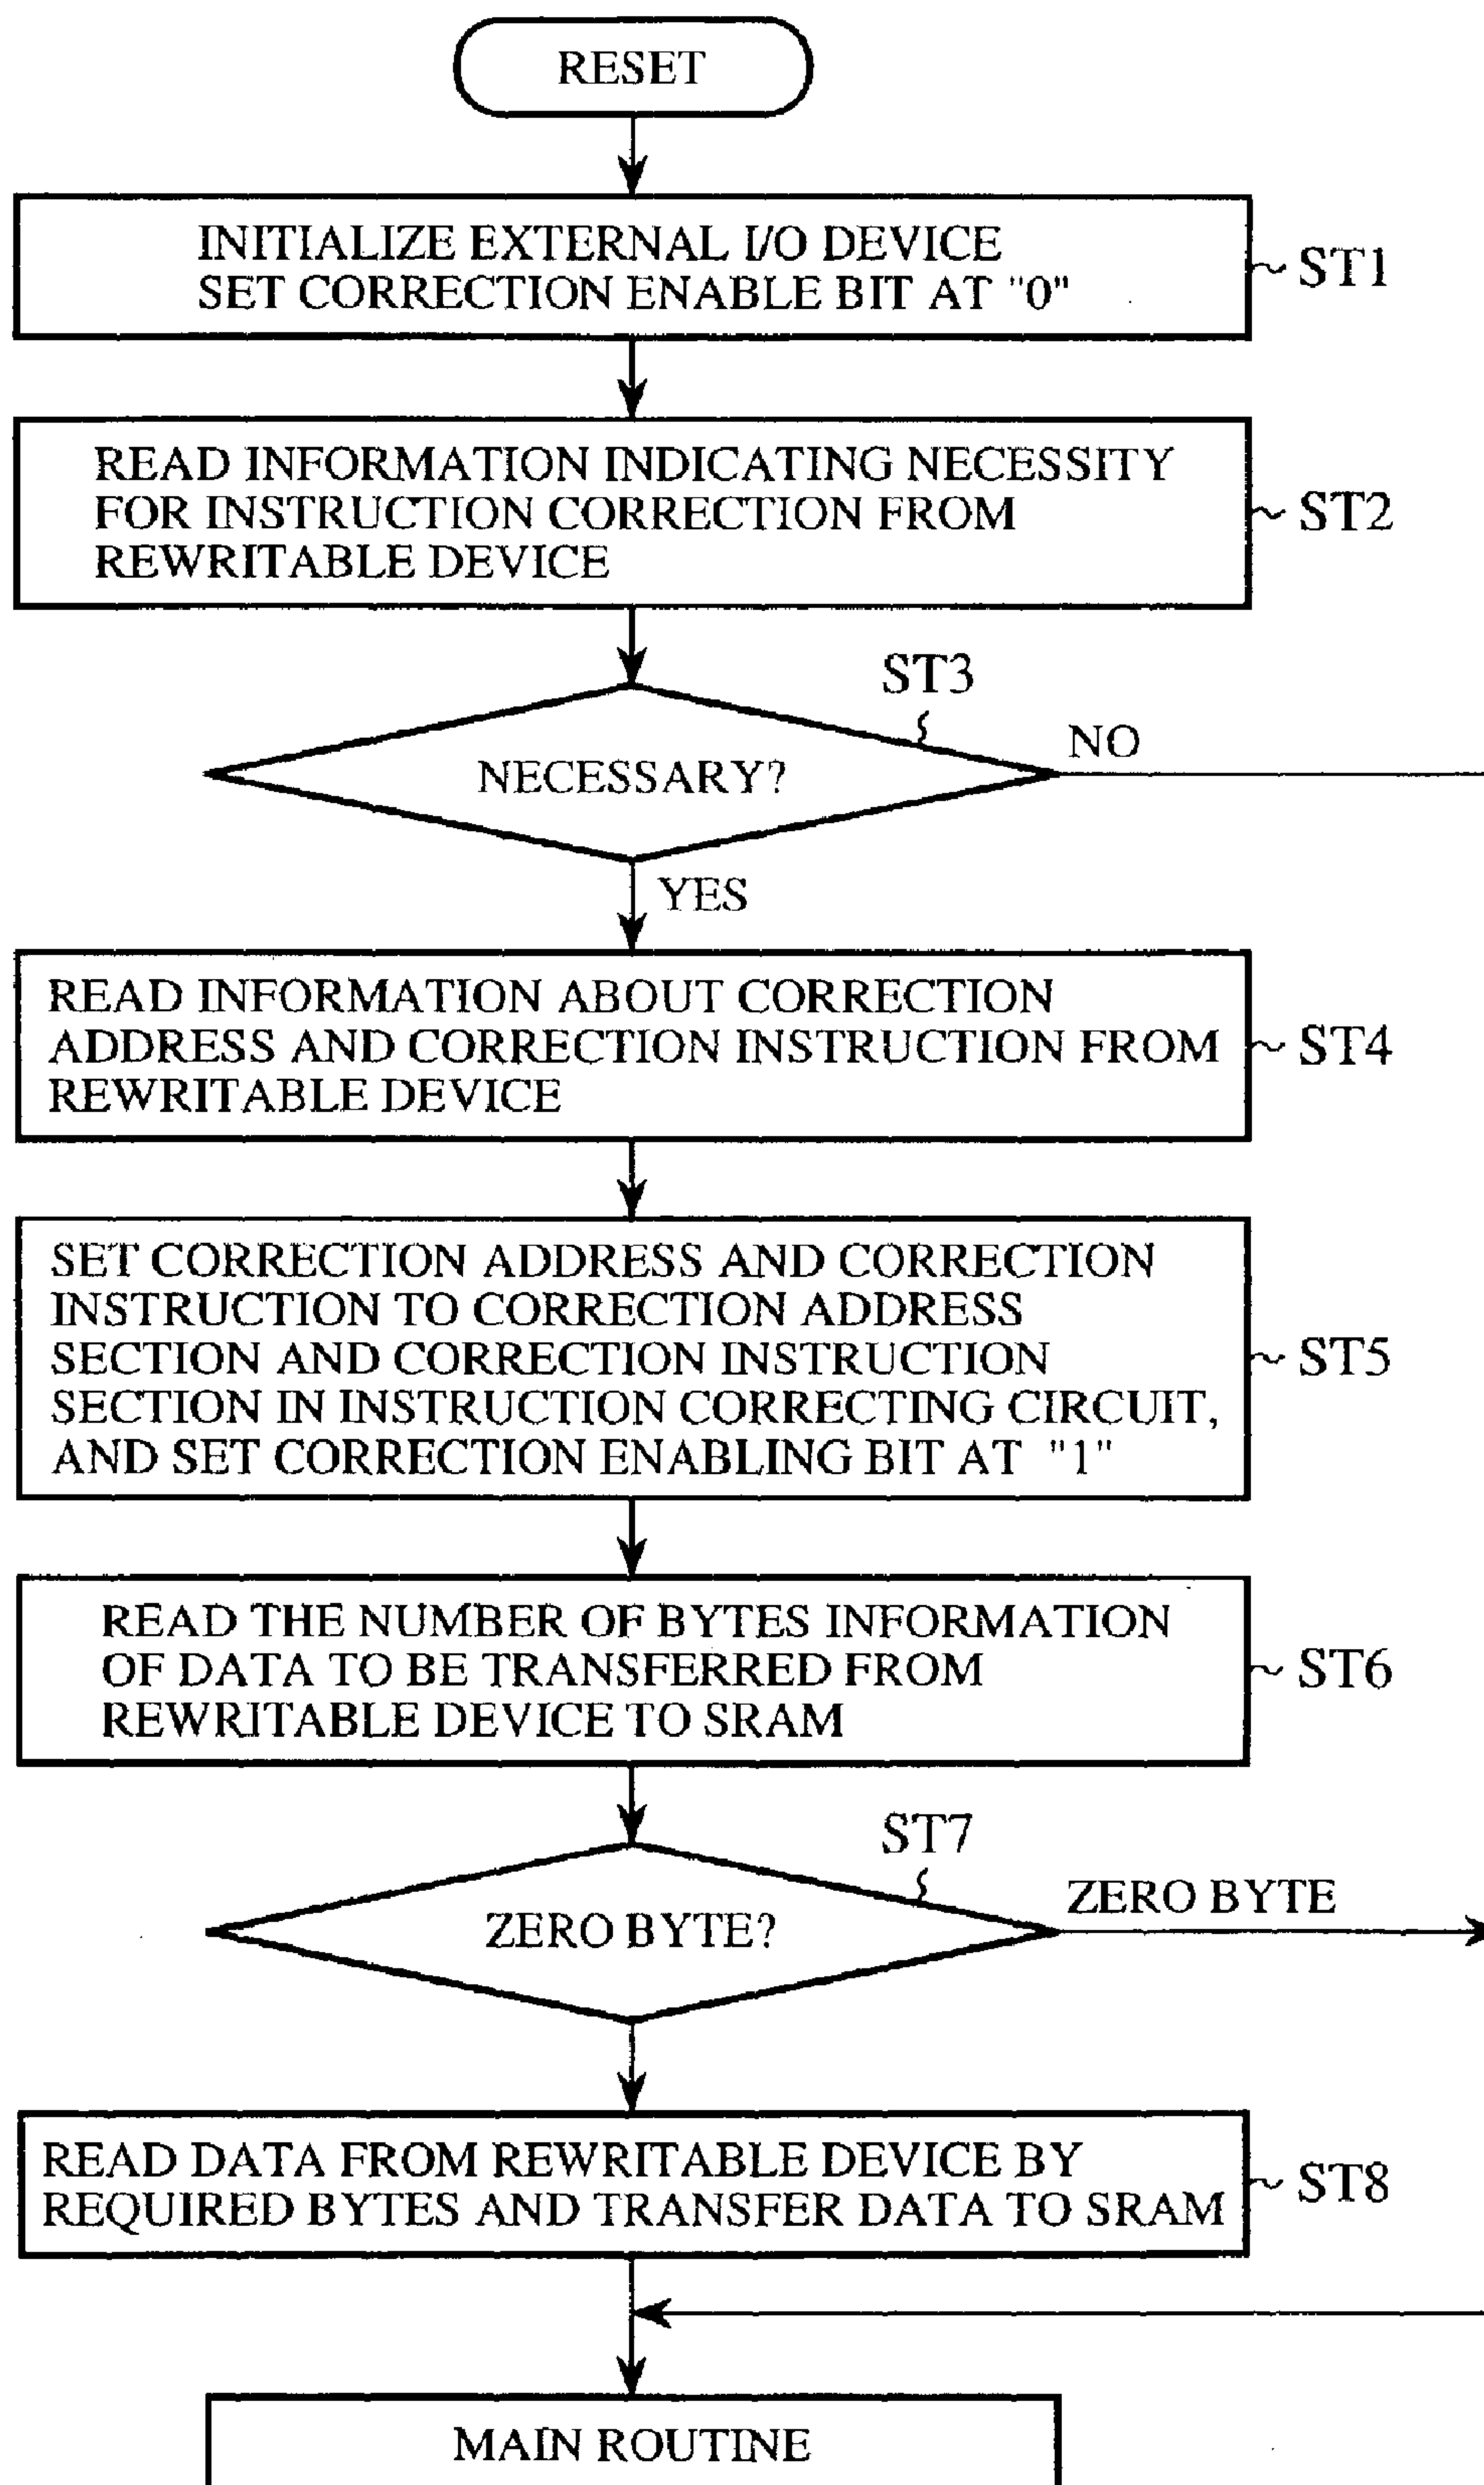 RESET
INITIALIZE EXTERNAL I/O DEVICE
SET CORRECTION ENABLE BIT AT "0"
ST1
READ INFORMATION INDICATING NECESSITY
FOR INSTRUCTION CORRECTION FROM
REWRITABLE DEVICE
ST2
ST3
NECESSARY?
NO
YES
READ INFORMATION ABOUT CORRECTION
ADDRESS AND CORRECTION INSTRUCTION FROM
REWRITABLE DEVICE
ST4
SET CORRECTION ADDRESS AND CORRECTION
INSTRUCTION TO CORRECTION ADDRESS
SECTION AND CORRECTION INSTRUCTION
SECTION IN INSTRUCTION CORRECTING CIRCUIT,
AND SET CORRECTION ENABLING BIT AT "1"
ST5
READ THE NUMBER OF BYTES INFORMATION
OF DATA TO BE TRANSFERRED FROM
REWRITABLE DEVICE TO SRAM
ST6
ST7
ZERO BYTE?
ZERO BYTE
READ DATA FROM REWRITABLE DEVICE BY
REQUIRED BYTES AND TRANSFER DATA TO SRAM
ST8
MAIN ROUTINE